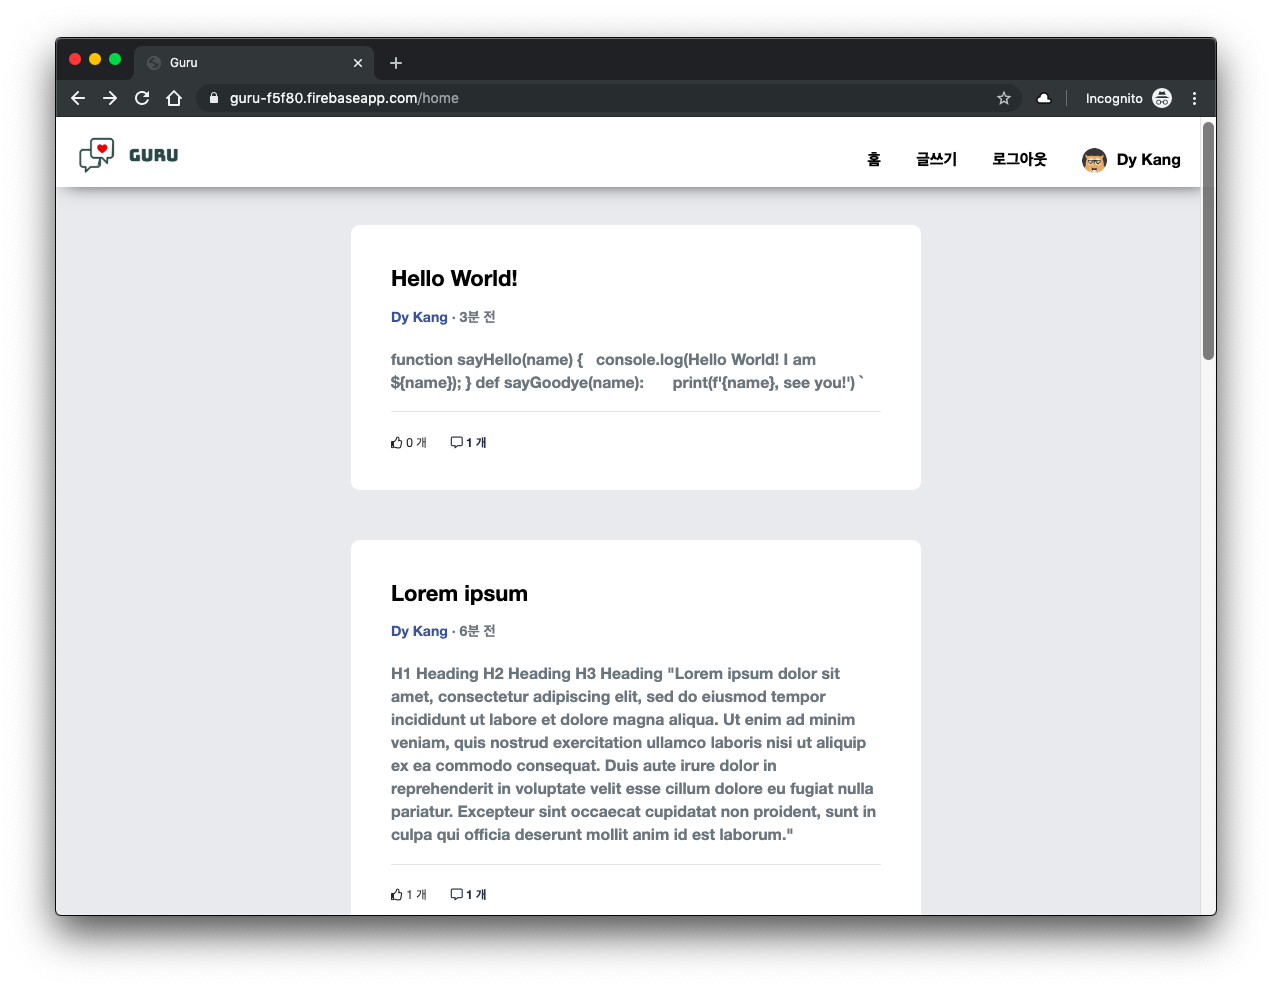 Guru
guru-f5f80.firebaseapp.com/home
Incognito
GURU
홈
글쓰기
로그아웃
Dy Kang
Hello World!
Dy Kang · 3분 전
function sayHello(name) { console.log(Hello World! I am
${name}); } def sayGoodye(name): print(f'{name}, see you!') `
0 개
1 개
Lorem ipsum
Dy Kang · 6분 전
H1 Heading H2 Heading H3 Heading "Lorem ipsum dolor sit
amet, consectetur adipiscing elit, sed do eiusmod tempor
incididunt ut labore et dolore magna aliqua. Ut enim ad minim
veniam, quis nostrud exercitation ullamco laboris nisi ut aliquip
ex ea commodo consequat. Duis aute irure dolor in
reprehenderit in voluptate velit esse cillum dolore eu fugiat nulla
pariatur. Excepteur sint occaecat cupidatat non proident, sunt in
culpa qui officia deserunt mollit anim id est laborum."
1 개
1 개